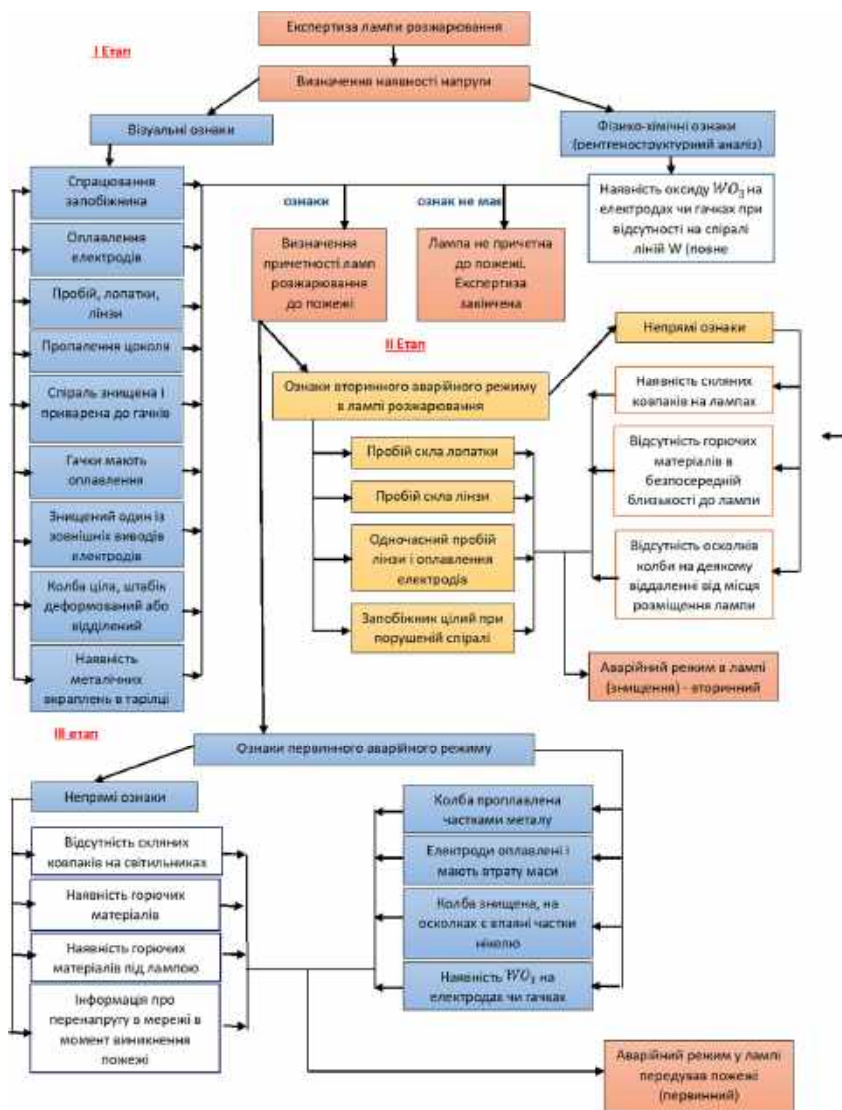 Експертиза лампи розжарювання
І Етап
Визначення наявності напруги
Візуальні ознаки
Фізико-хімічні ознаки
(рентгеноструктурний аналіз)
Спрацювання
запобіжника
Оплавлення
електродів
Пробій, лопатки,
лінзи
Пропалення цоколя
Спіраль знищена і
приварена до гачків
Гачки мають
оплавлення
Знищений один із
зовнішніх виводів
електродів
Колба ціла, штабік
деформований або
відділений
Наявність
металічних
вкраплень в тарілці
ознаки
ознак не має
Наявність оксиду WO₃ на
електродах чи гачках при
відсутності на спіралі
ліній W (повне
Визначення
причетності ламп
розжарювання
до пожежі
Лампа не причетна
до пожежі.
Експертиза
закінчена
ІІ Етап
Непрямі ознаки
Ознаки вторинного аварійного режиму
в лампі розжарювання
Наявність скляних
ковпаків на лампах
Відсутність горючих
матеріалів в
безпосередній
близькості до лампи
Відсутність осколків
колби на деякому
віддаленні від місця
розміщення лампи
Пробій скла лопатки
Пробій скла лінзи
Одночасний пробій
лінзи і оплавлення
електродів
Запобіжник цілий при
порушеній спіралі
Аварійний режим в лампі
(знищення) - вторинний
ІІІ етап
Ознаки первинного аварійного режиму
Непрямі ознаки
Відсутність скляних
ковпаків на світильниках
Наявність горючих
матеріалів
Наявність горючих
матеріалів під лампою
Інформація про
перенапругу в мережі в
момент виникнення
пожежі
Колба проплавлена
частками металу
Електроди оплавлені і
мають втрату маси
Колба знищена, на
осколках є впаяні частки
ніколю
Наявність WO₃ на
електродах чи гачках
Аварійний режим у лампі
передував пожежі
(первинний)